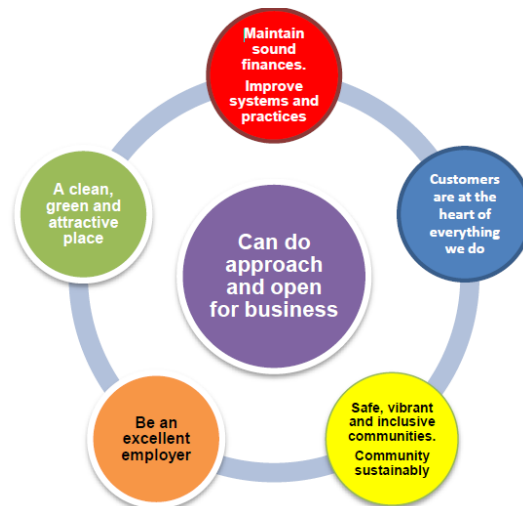 Maintain
sound
finances.
Improve
systems and
practices
Customers
are at the
heart of
everything
we do
Safe, vibrant
and inclusive
communities.
Community
sustainably
Be an
excellent
employer
A clean,
green and
attractive
place
Can do
approach
and open
for business